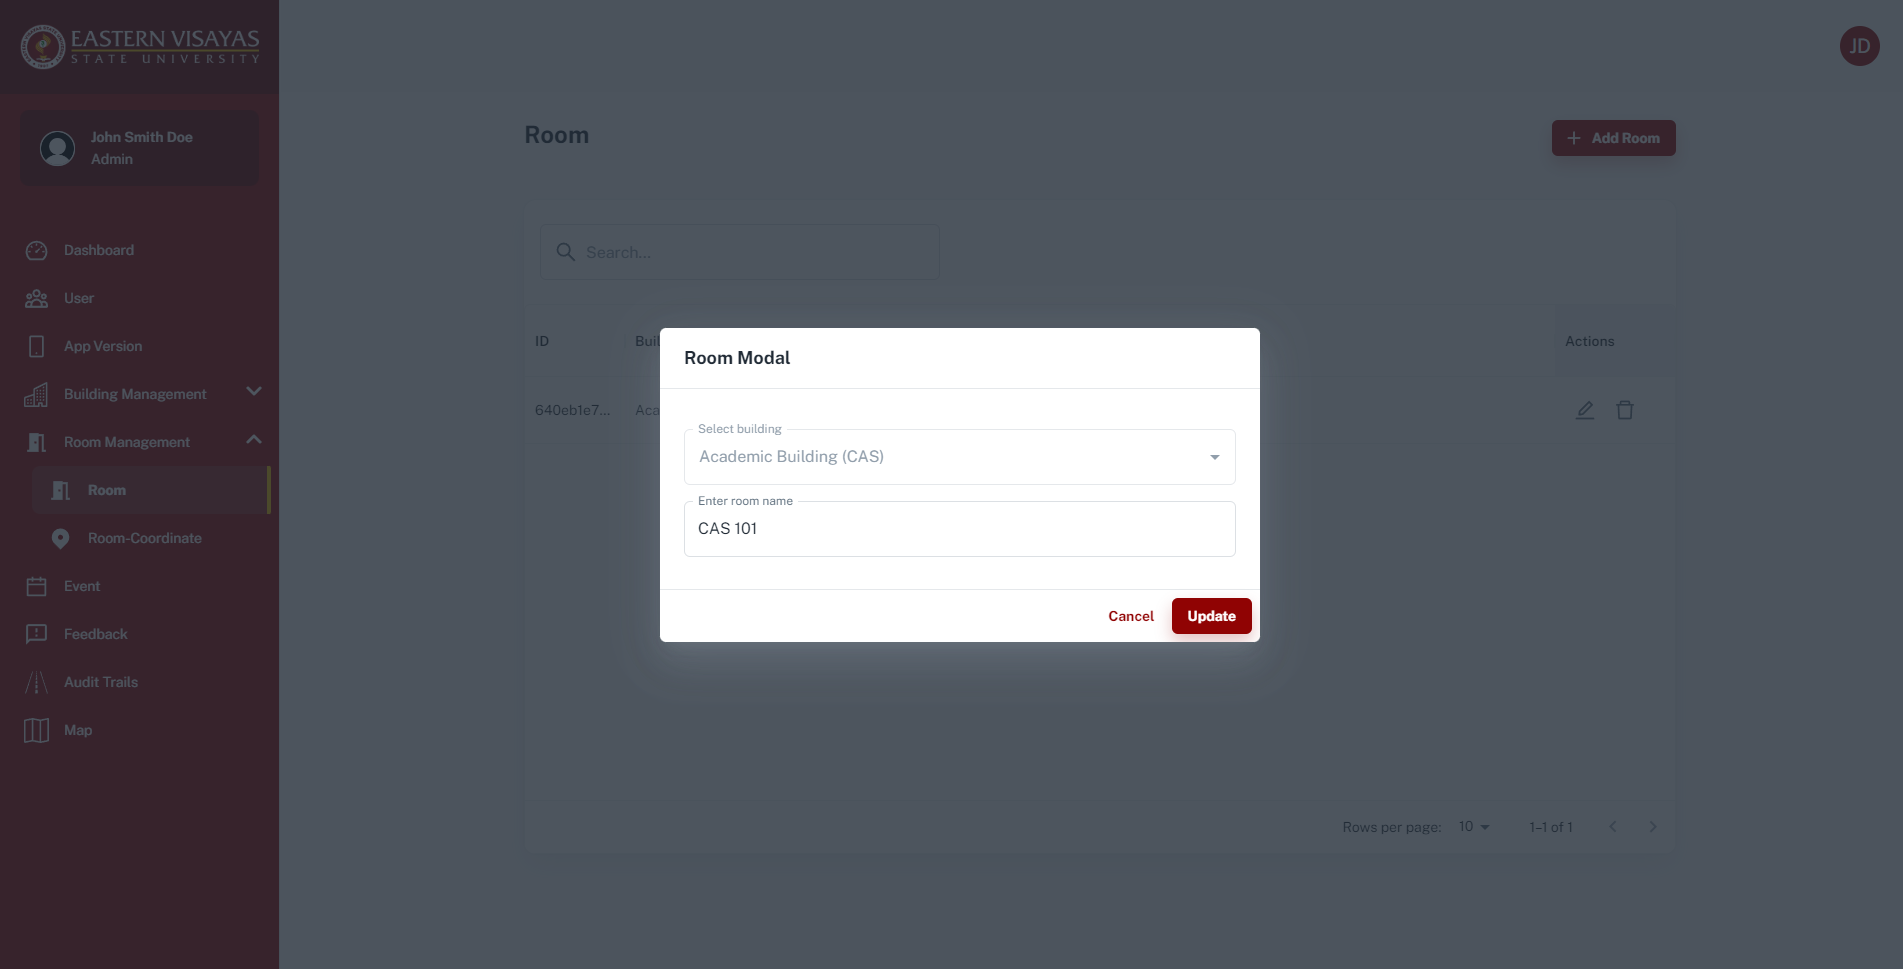 EASTERN VISAYAS
STATE UNIVERSITY
JD
John Smith Doe
Admin
Dashboard
User
App Version
Building Management
Room Management
Room
Room-Coordinate
Event
Feedback
Audit Trails
Map
Room
Add Room
Search...
ID
Buil
Actions
640eb1e7...
Aca
Room Modal
Select building
Academic Building (CAS)
Enter room name
CAS 101
Cancel
Update
Rows per page: 10
1–1 of 1